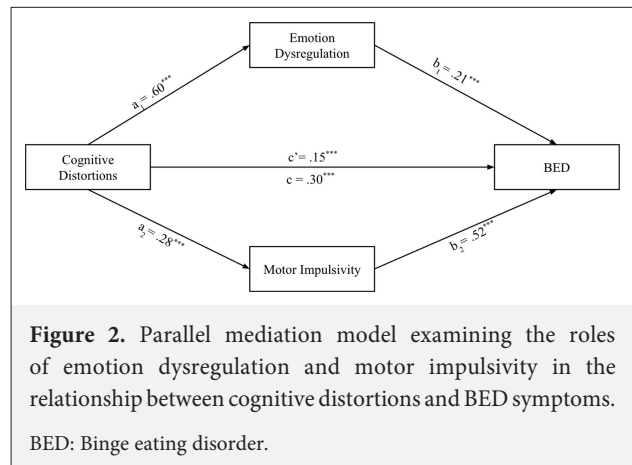 Emotion
Dysregulation
a₁ = .60***
b₁ = .21***
Cognitive
Distortions
c' = .15***
c = .30***
BED
a₂ = .28***
b₂ = .52***
Motor Impulsivity
Figure 2. Parallel mediation model examining the roles
of emotion dysregulation and motor impulsivity in the
relationship between cognitive distortions and BED symptoms.
BED: Binge eating disorder.